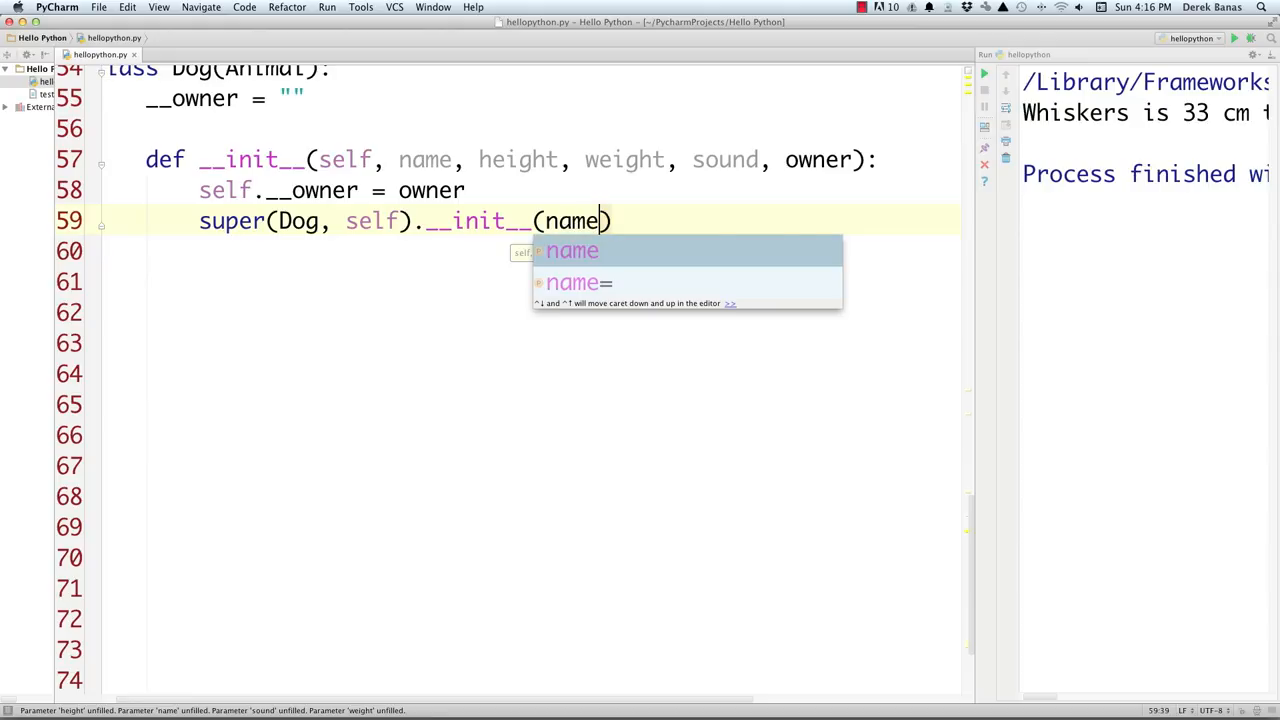 PyCharm File Edit View Navigate Code Refactor Run Tools VCS Window Help 10 Sun 4:16 PM Derek Banas
hellopython.py – Hello Python – [~/PycharmProjects/Hello Python]
Hello Python hellopython.py hellopython
hellopython.py Run hellopython
Hello P
hell
test
Externa
54 lass Dog(Animal):
55 __owner = ""
56
57 def __init__(self, name, height, weight, sound, owner):
58 self.__owner = owner
59 super(Dog, self).__init__(name)
60
61
62
63
64
65
66
67
68
69
70
71
72
73
74
self,
name
name=
^↓ and ^↑ will move caret down and up in the editor >>
/Library/Frameworks
Whiskers is 33 cm t
Process finished wi
Parameter 'height' unfilled. Parameter 'name' unfilled. Parameter 'sound' unfilled. Parameter 'weight' unfilled. 59:39 LF UTF-8